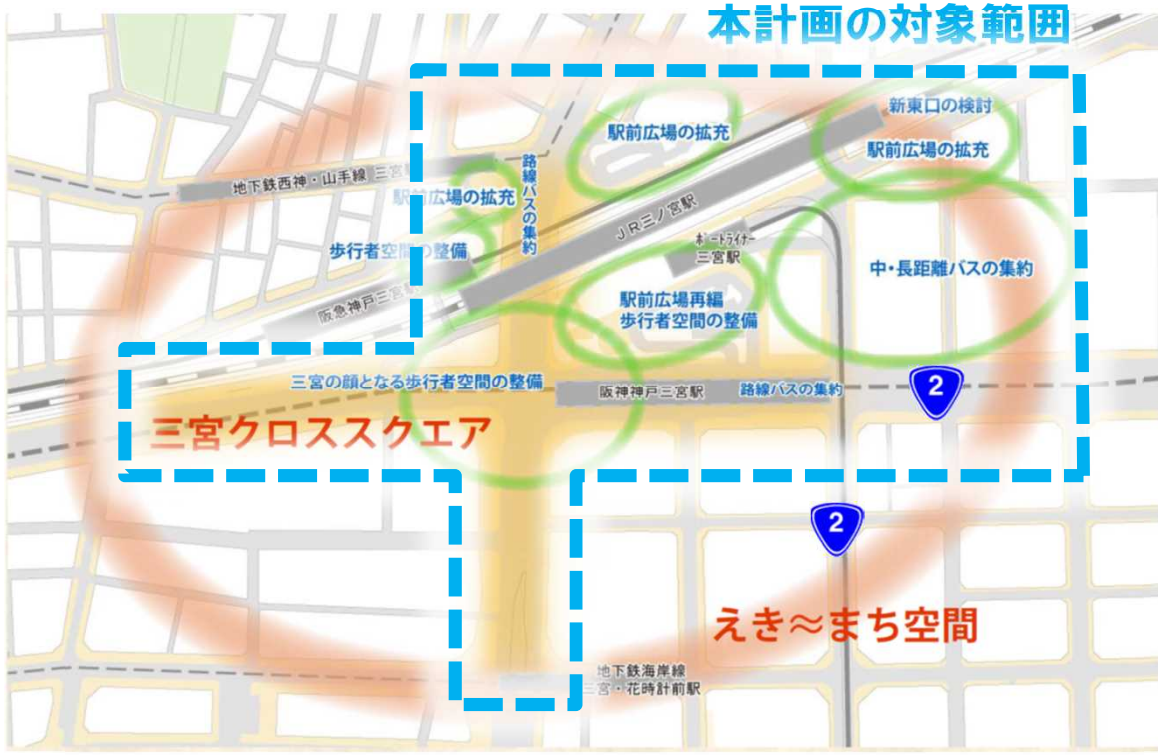 本計画の対象範囲
新東口の検討
駅前広場の拡充
駅前広場の拡充
路線バスの集約
地下鉄西神・山手線 三宮駅
駅前広場の拡充
JR三ノ宮駅
歩行者空間の整備
ポートライナー
三宮駅
中・長距離バスの集約
阪急神戸三宮駅
駅前広場再編
歩行者空間の整備
三宮の顔となる歩行者空間の整備
阪神神戸三宮駅
路線バスの集約
2
三宮クロススクエア
2
えき≈まち空間
地下鉄海岸線
三宮・花時計前駅